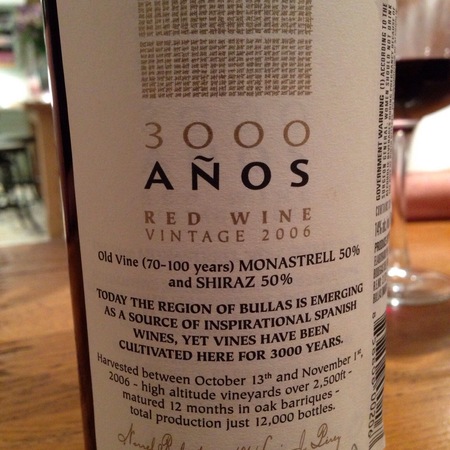 3000
AÑOS
RED WINE
VINTAGE 2006
Old Vine (70-100 years) MONASTRELL 50%
and SHIRAZ 50%
TODAY THE REGION OF BULLAS IS EMERGING
AS A SOURCE OF INSPIRATIONAL SPANISH
WINES, YET VINES HAVE BEEN
CULTIVATED HERE FOR 3000 YEARS.
Harvested between October 13th and November 1st,
2006 - high altitude vineyards over 2,500ft -
matured 12 months in oak barriques -
total production just 12,000 bottles.
GOVERNMENT WARNING (1) ACCORDING TO THE